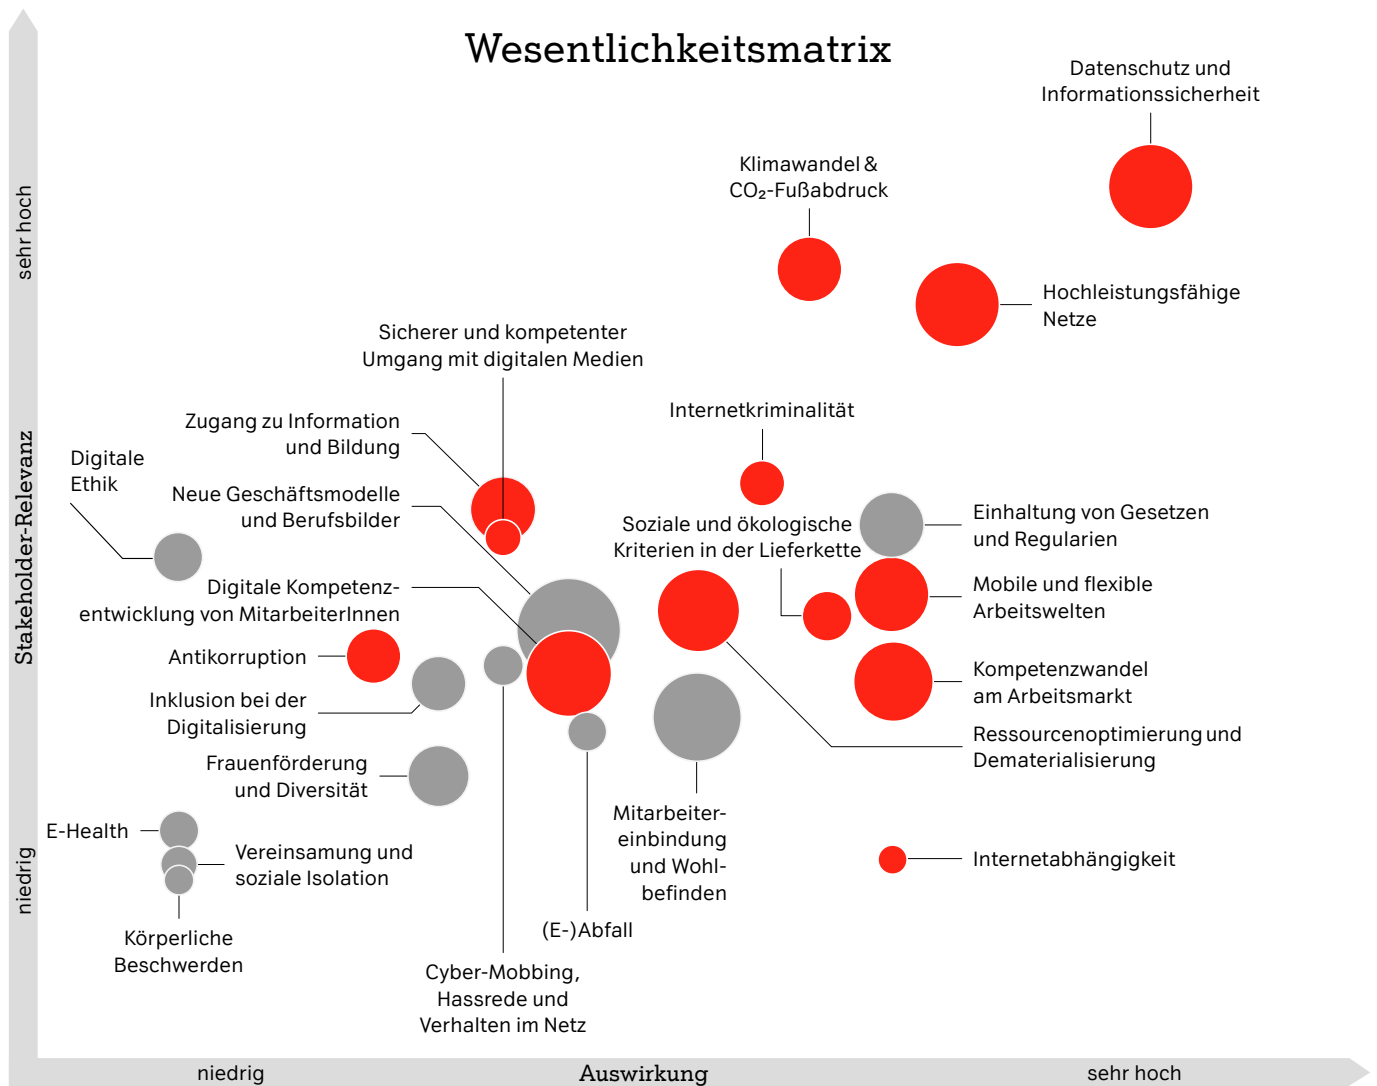 Wesentlichkeitsmatrix
Datenschutz und
Informationssicherheit
Klimawandel &
CO₂-Fußabdruck
sehr hoch
Hochleistungsfähige
Netze
Sicherer und kompetenter
Umgang mit digitalen Medien
Internetkriminalität
Zugang zu Information
und Bildung
Stakeholder-Relevanz
Digitale
Ethik
Neue Geschäftsmodelle
und Berufsbilder
Soziale und ökologische
Kriterien in der Lieferkette
Einhaltung von Gesetzen
und Regularien
Digitale Kompetenz-
entwicklung von MitarbeiterInnen
Mobile und flexible
Arbeitswelten
Antikorruption
Kompetenzwandel
am Arbeitsmarkt
Inklusion bei der
Digitalisierung
Ressourcenoptimierung und
Dematerialisierung
Frauenförderung
und Diversität
Mitarbeiter-
einbindung
und Wohl-
befinden
E-Health
Vereinsamung und
soziale Isolation
niedrig
Internetabhängigkeit
(E-)Abfall
Körperliche
Beschwerden
Cyber-Mobbing,
Hassrede und
Verhalten im Netz
niedrig
Auswirkung
sehr hoch